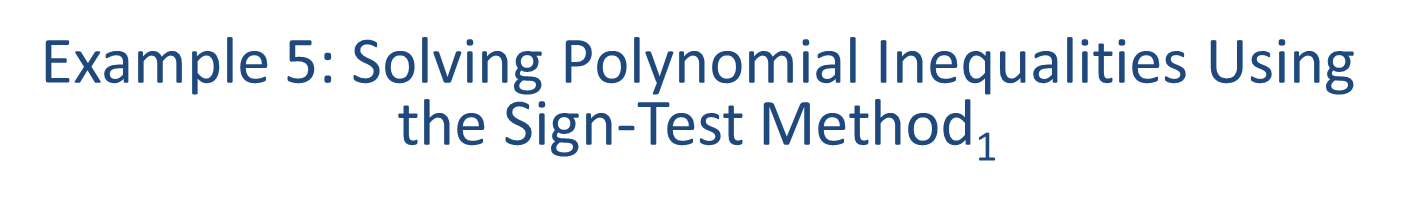 Example 5: Solving Polynomial Inequalities Using
the Sign-Test Method₁